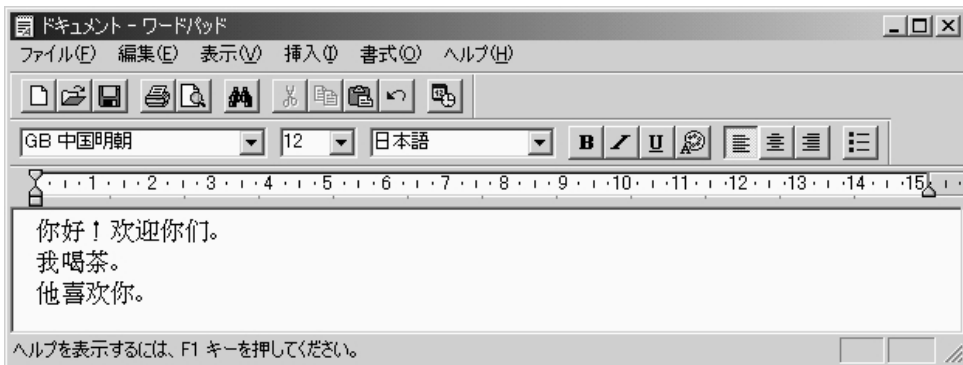 ドキュメント - ワードパッド
ファイル(F) 編集(E) 表示(V) 挿入(I) 書式(O) ヘルプ(H)
GB 中国明朝 12 日本語 B I U
1 2 3 4 5 6 7 8 9 10 11 12 13 14 15
你好！欢迎你们。
我喝茶。
他喜欢你。
ヘルプを表示するには、F1 キーを押してください。